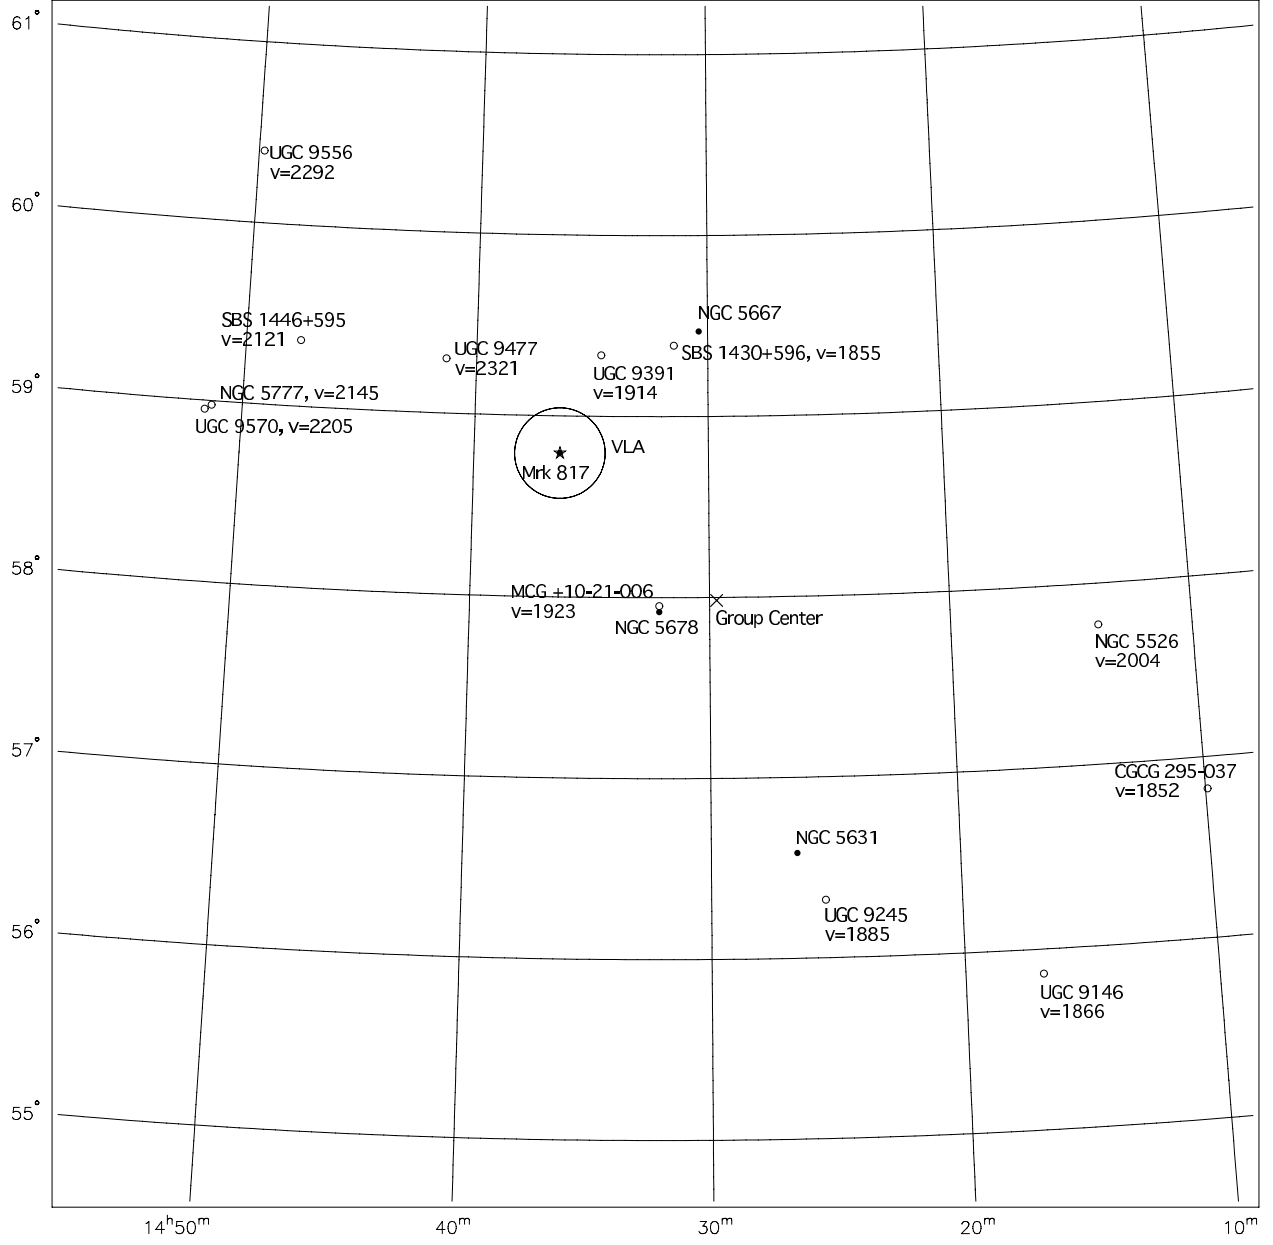 61°
UGC 9556
v=2292
60°
NGC 5667
SBS 1446+595
v=2121
UGC 9477
v=2321
SBS 1430+596, v=1855
UGC 9391
v=1914
59°
NGC 5777, v=2145
UGC 9570, v=2205
VLA
Mrk 817
58°
MCG +10-21-006
v=1923
NGC 5678
Group Center
NGC 5526
v=2004
57°
CGCG 295-037
v=1852
NGC 5631
UGC 9245
v=1885
56°
UGC 9146
v=1866
55°
14ʰ50ᵐ 40ᵐ 30ᵐ 20ᵐ 10ᵐ